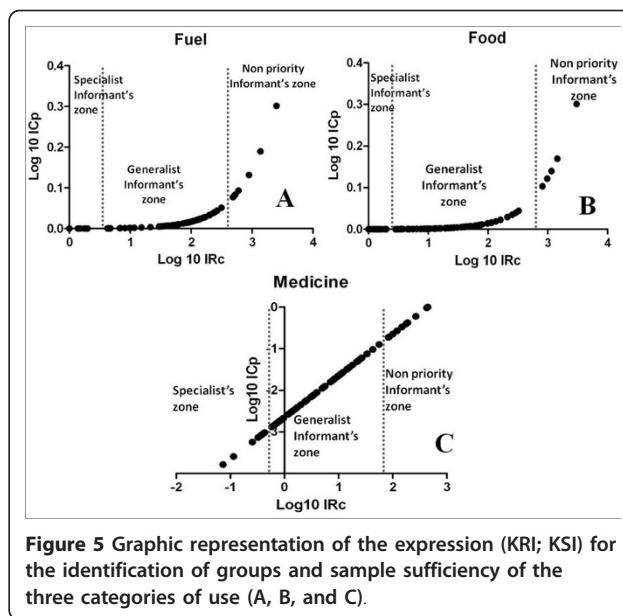 Fuel
Specialist
Informant's
zone
Non priority
Informant's zone
Generalist
Informant's
zone
A
Log 10 ICp
0.4
0.3
0.2
0.1
0.0
0
1
2
3
4
Log 10 IRc
Food
Specialist
Informant's
zone
Non priority
Informant's
zone
Generalist
Informant's
zone
B
Log 10 ICp
0.4
0.3
0.2
0.1
0.0
0
1
2
3
4
Log 10 IRc
Medicine
Specialist's
zone
Non priority
Informant's
zone
Generalist
Informant's
zone
C
Log10 ICp
0
-1
-2
-3
-2
-1
0
1
2
3
Log10 IRc
Figure 5 Graphic representation of the expression (KRI; KSI) for
the identification of groups and sample sufficiency of the
three categories of use (A, B, and C).